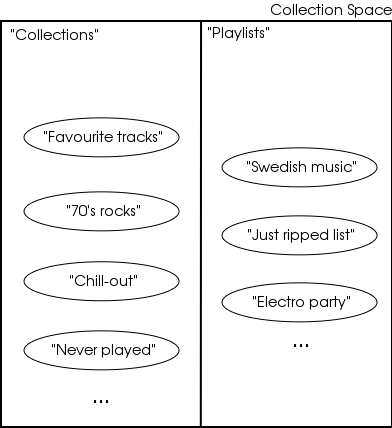 Collection Space
"Collections"
"Favourite tracks"
"70's rocks"
"Chill-out"
"Never played"
...
"Playlists"
"Swedish music"
"Just ripped list"
"Electro party"
...